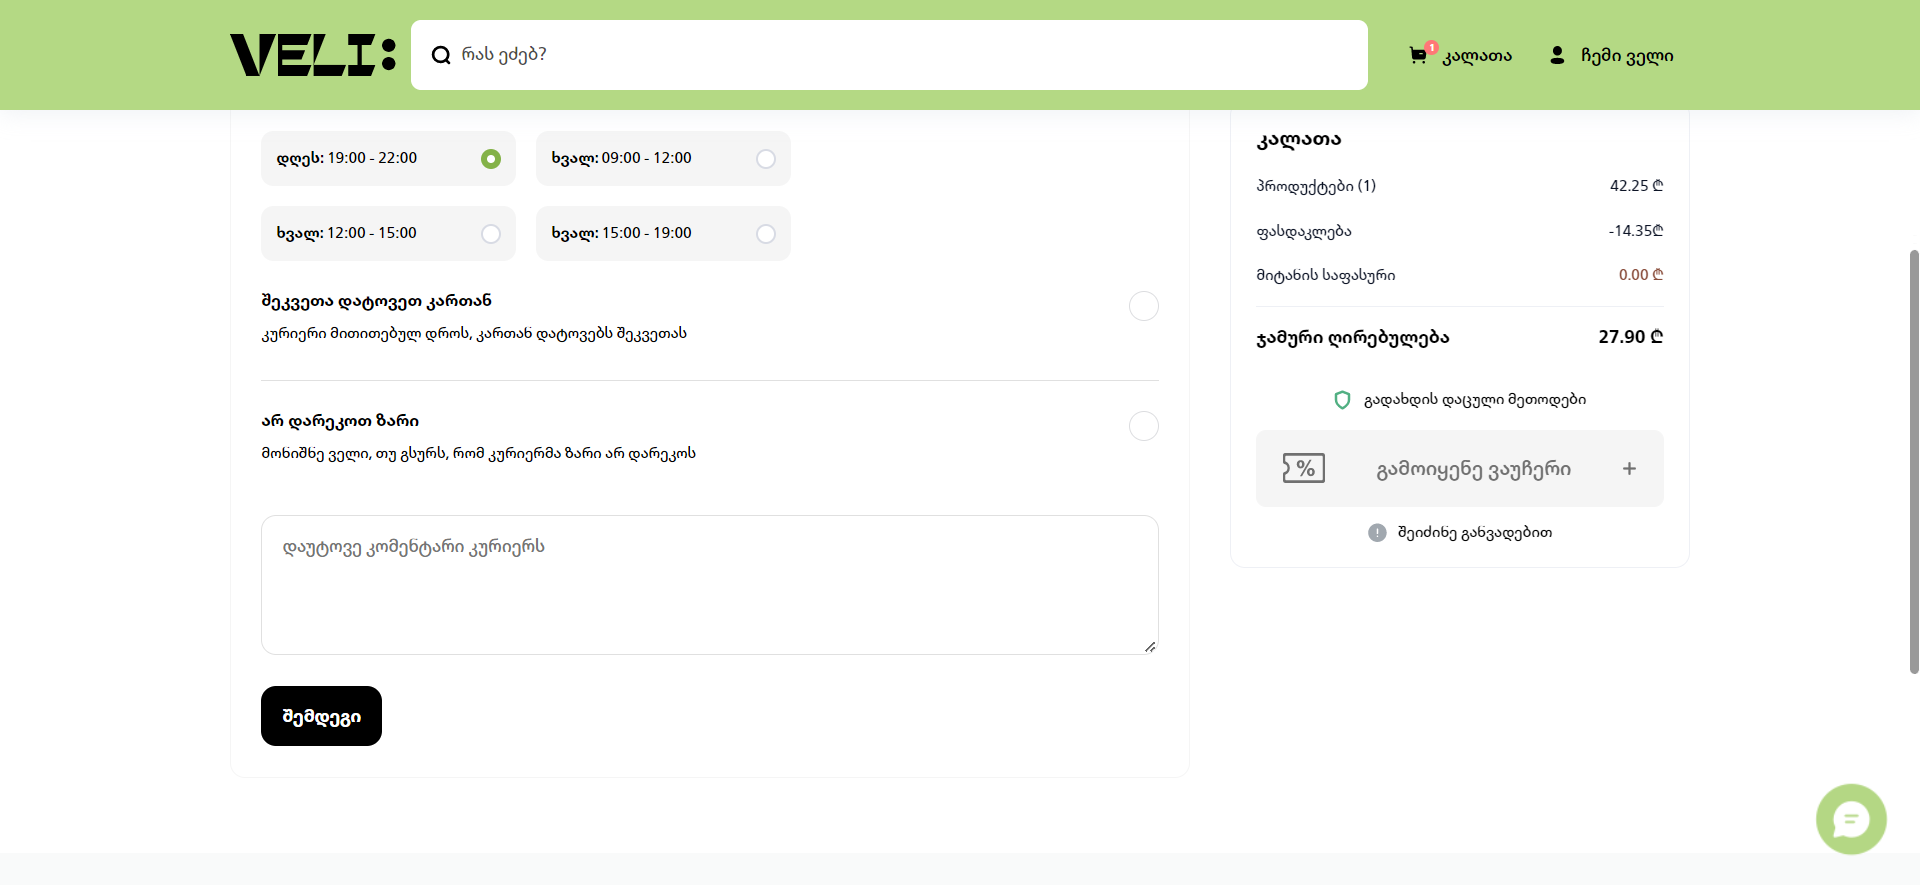 VELI:
რას ეძებ?
1
კალათა
ჩემი ველი
დღეს: 19:00 - 22:00
ხვალ: 09:00 - 12:00
ხვალ: 12:00 - 15:00
ხვალ: 15:00 - 19:00
შეკვეთა დატოვეთ კართან
კურიერი მითითებულ დროს, კართან დატოვებს შეკვეთას
არ დარეკოთ ზარი
მონიშნე ველი, თუ გსურს, რომ კურიერმა ზარი არ დარეკოს
დაუტოვე კომენტარი კურიერს
შემდეგი
კალათა
პროდუქტები (1) 42.25 ₾
ფასდაკლება -14.35₾
მიტანის საფასური 0.00 ₾
ჯამური ღირებულება 27.90 ₾
გადახდის დაცული მეთოდები
% გამოიყენე ვაუჩერი +
შეიძინე განვადებით